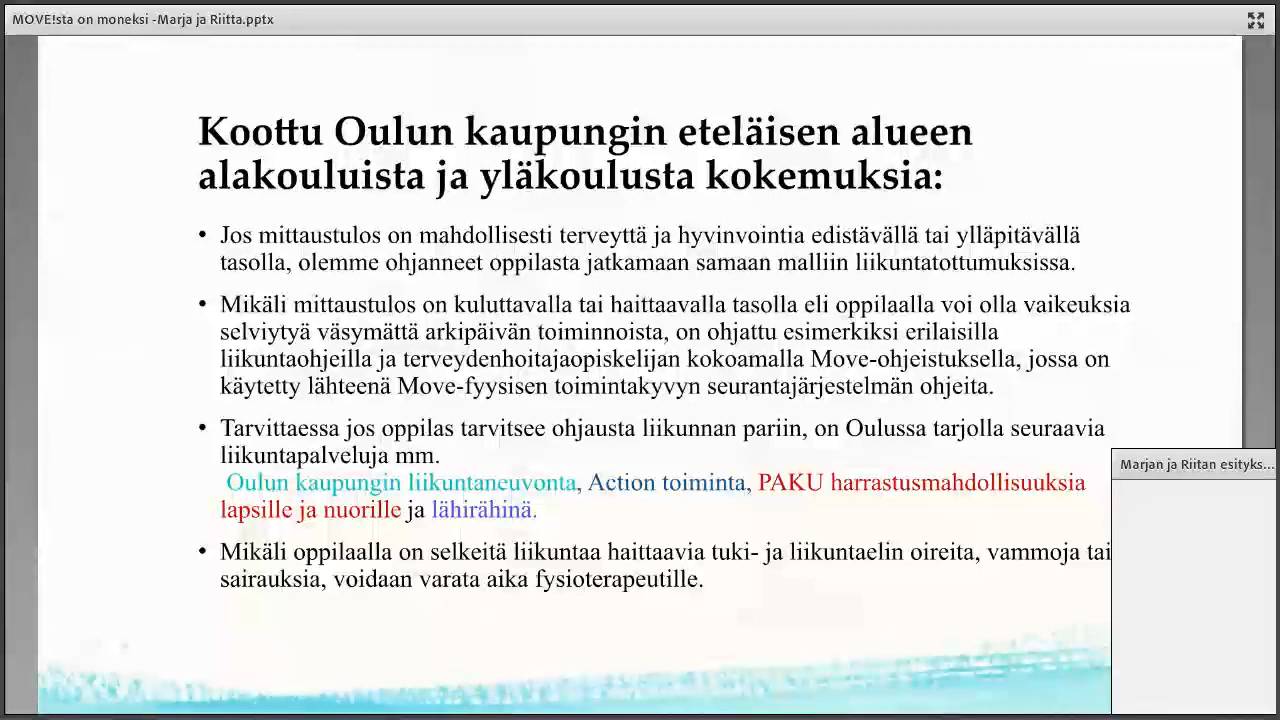 MOVE!sta on moneksi -Marja ja Riitta.pptx
Koottu Oulun kaupungin eteläisen alueen
alakouluista ja yläkoulusta kokemuksia:
• Jos mittaustulos on mahdollisesti terveyttä ja hyvinvointia edistävällä tai ylläpitävällä
tasolla, olemme ohjanneet oppilasta jatkamaan samaan malliin liikuntatottumuksissa.
• Mikäli mittaustulos on kuluttavalla tai haittaavalla tasolla eli oppilaalla voi olla vaikeuksia
selviytyä väsymättä arkipäivän toiminnoista, on ohjattu esimerkiksi erilaisilla
liikuntaohjeilla ja terveydenhoitajaopiskelijan kokoamalla Move-ohjeistuksella, jossa on
käytetty lähteenä Move-fyysisen toimintakyvyn seurantajärjestelmän ohjeita.
• Tarvittaessa jos oppilas tarvitsee ohjausta liikunnan pariin, on Oulussa tarjolla seuraavia
liikuntapalveluja mm.
Oulun kaupungin liikuntaneuvonta, Action toiminta, PAKU harrastusmahdollisuuksia
lapsille ja nuorille ja lähirähinä.
• Mikäli oppilaalla on selkeitä liikuntaa haittaavia tuki- ja liikuntaelin oireita, vammoja tai
sairauksia, voidaan varata aika fysioterapeutille.
Marjan ja Riitan esityks...